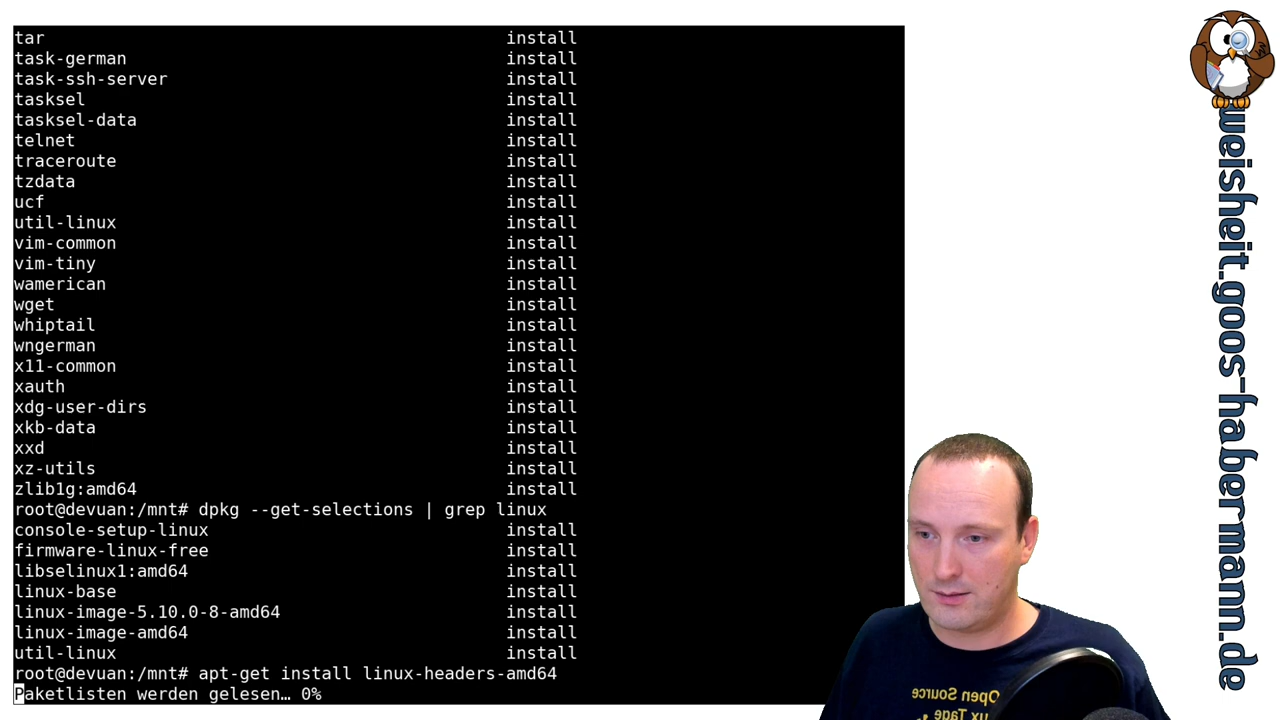 tar install
task-german install
task-ssh-server install
tasksel install
tasksel-data install
telnet install
traceroute install
tzdata install
ucf install
util-linux install
vim-common install
vim-tiny install
wamerican install
wget install
whiptail install
wngerman install
x11-common install
xauth install
xdg-user-dirs install
xkb-data install
xxd install
xz-utils install
zlib1g:amd64 install
root@devuan:/mnt# dpkg --get-selections | grep linux
console-setup-linux install
firmware-linux-free install
libselinux1:amd64 install
linux-base install
linux-image-5.10.0-8-amd64 install
linux-image-amd64 install
util-linux install
root@devuan:/mnt# apt-get install linux-headers-amd64
Paketlisten werden gelesen… 0%
weisheit.goos-habermann.de
Open Source
ux Tage